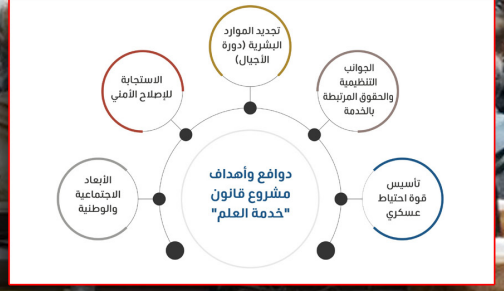 تجديد الموارد
البشرية (دورة
الأجيال)
الجوانب
التنظيمية
والحقوق المرتبطة
بالخدمة
الاستجابة
للإصلاح الأمني
دوافع وأهداف
مشروع قانون
"خدمة العلم"
تأسيس
قوة احتياط
عسكري
الأبعاد
الاجتماعية
والوطنية